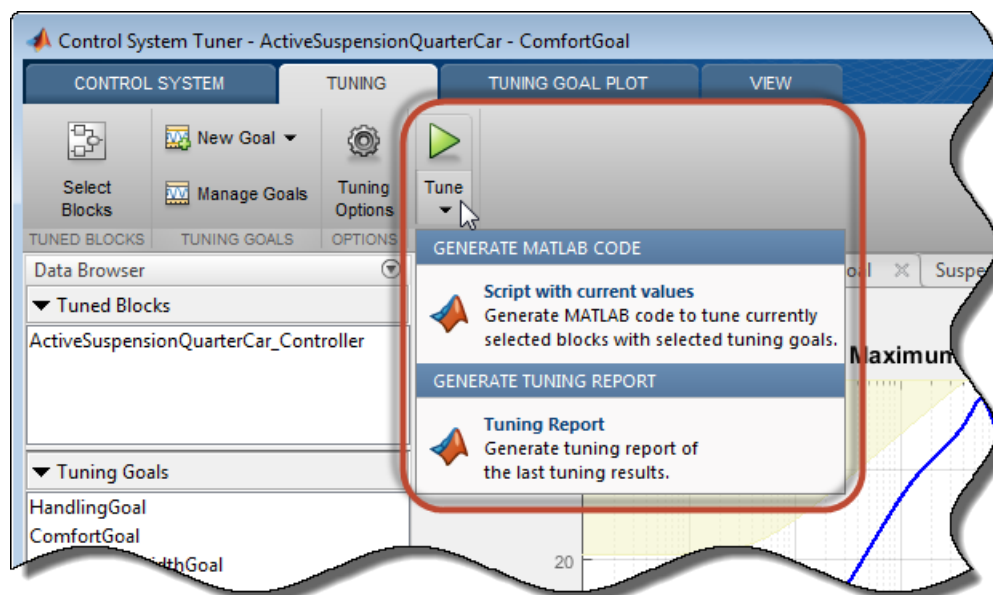 Control System Tuner - ActiveSuspensionQuarterCar - ComfortGoal
CONTROL SYSTEM
TUNING
TUNING GOAL PLOT
VIEW
Select
Blocks
New Goal
Manage Goals
Tuning
Options
Tune
TUNED BLOCKS
TUNING GOALS
OPTIONS
GENERATE MATLAB CODE
Script with current values
Generate MATLAB code to tune currently
selected blocks with selected tuning goals.
GENERATE TUNING REPORT
Tuning Report
Generate tuning report of
the last tuning results.
Data Browser
Tuned Blocks
ActiveSuspensionQuarterCar_Controller
Tuning Goals
HandlingGoal
ComfortGoal
Maximum
20